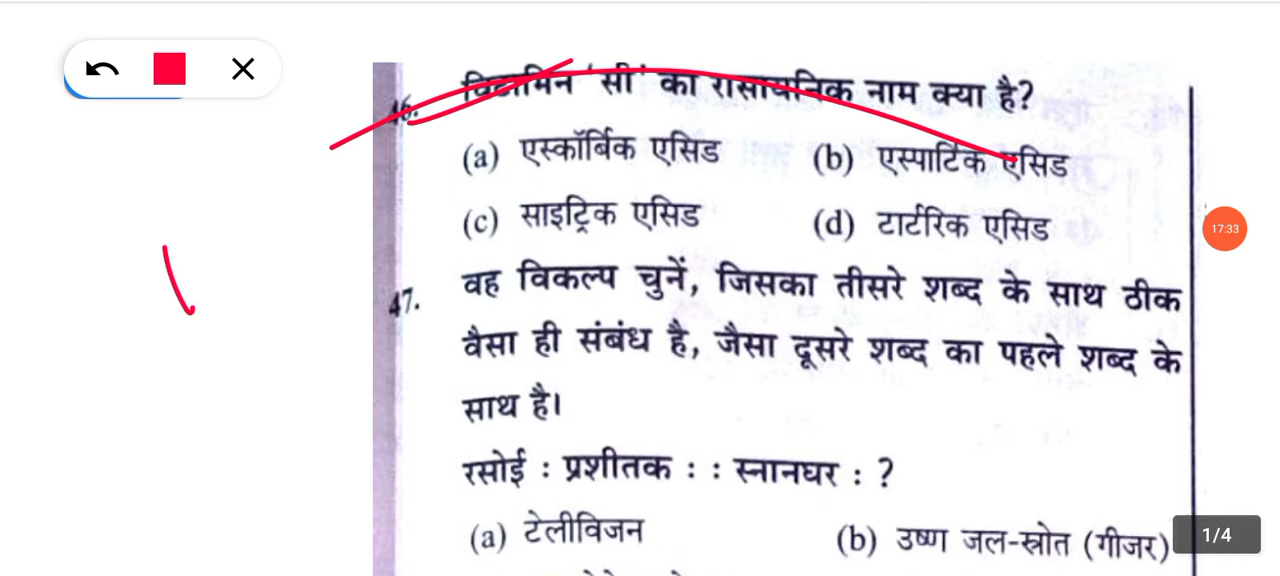 46. विटामिन 'सी' का रासायनिक नाम क्या है?
(a) एस्कॉर्बिक एसिड (b) एस्पार्टिक एसिड
(c) साइट्रिक एसिड (d) टार्टरिक एसिड
47. वह विकल्प चुनें, जिसका तीसरे शब्द के साथ ठीक
वैसा ही संबंध है, जैसा दूसरे शब्द का पहले शब्द के
साथ है।
रसोई : प्रशीतक : : स्नानघर : ?
(a) टेलीविजन (b) उष्ण जल-स्रोत (गीजर)
17:33
1/4